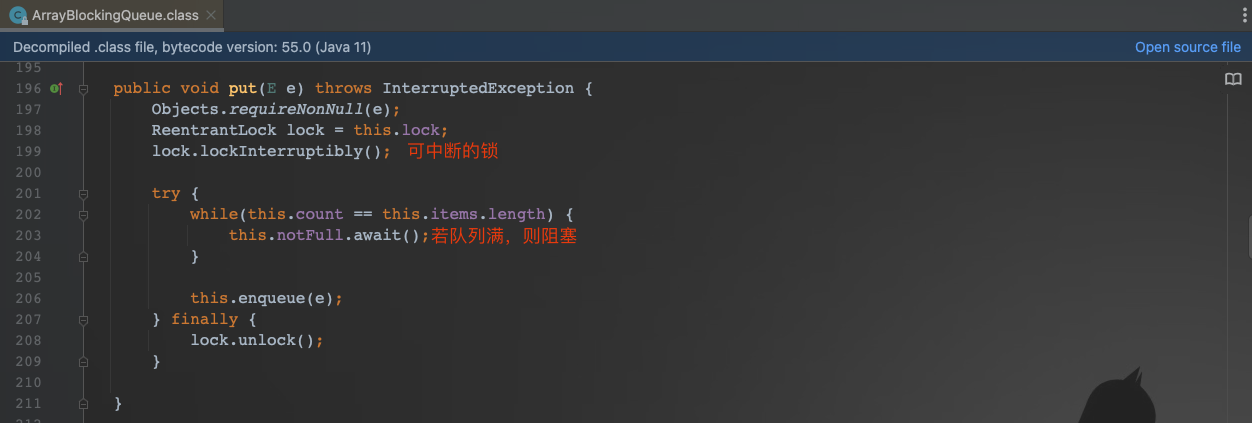 ArrayBlockingQueue.class
Decompiled .class file, bytecode version: 55.0 (Java 11) Open source file
195
196 public void put(E e) throws InterruptedException {
197 Objects.requireNonNull(e);
198 ReentrantLock lock = this.lock;
199 lock.lockInterruptibly(); 可中断的锁
200
201 try {
202 while(this.count == this.items.length) {
203 this.notFull.await();若队列满，则阻塞
204 }
205
206 this.enqueue(e);
207 } finally {
208 lock.unlock();
209 }
210
211 }
212